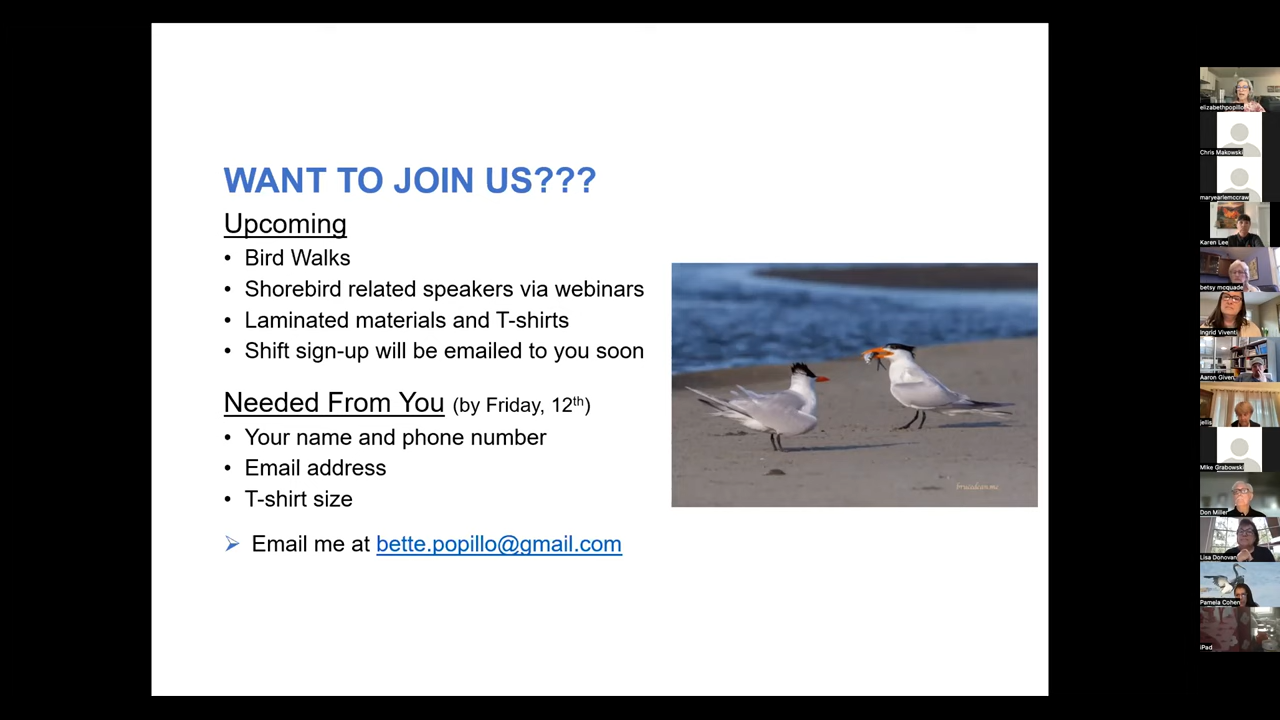 WANT TO JOIN US???
Upcoming
• Bird Walks
• Shorebird related speakers via webinars
• Laminated materials and T-shirts
• Shift sign-up will be emailed to you soon
Needed From You (by Friday, 12th)
• Your name and phone number
• Email address
• T-shirt size
➢ Email me at bette.popillo@gmail.com
elizabethpopillo
Chris Makowski
maryearlemccraw
Karen Lee
betsy mcquade
Ingrid Viventi
Aaron Given
jellis
Mike Grabowski
Don Miller
Lisa Donovan
Pamela Cohen
iPad